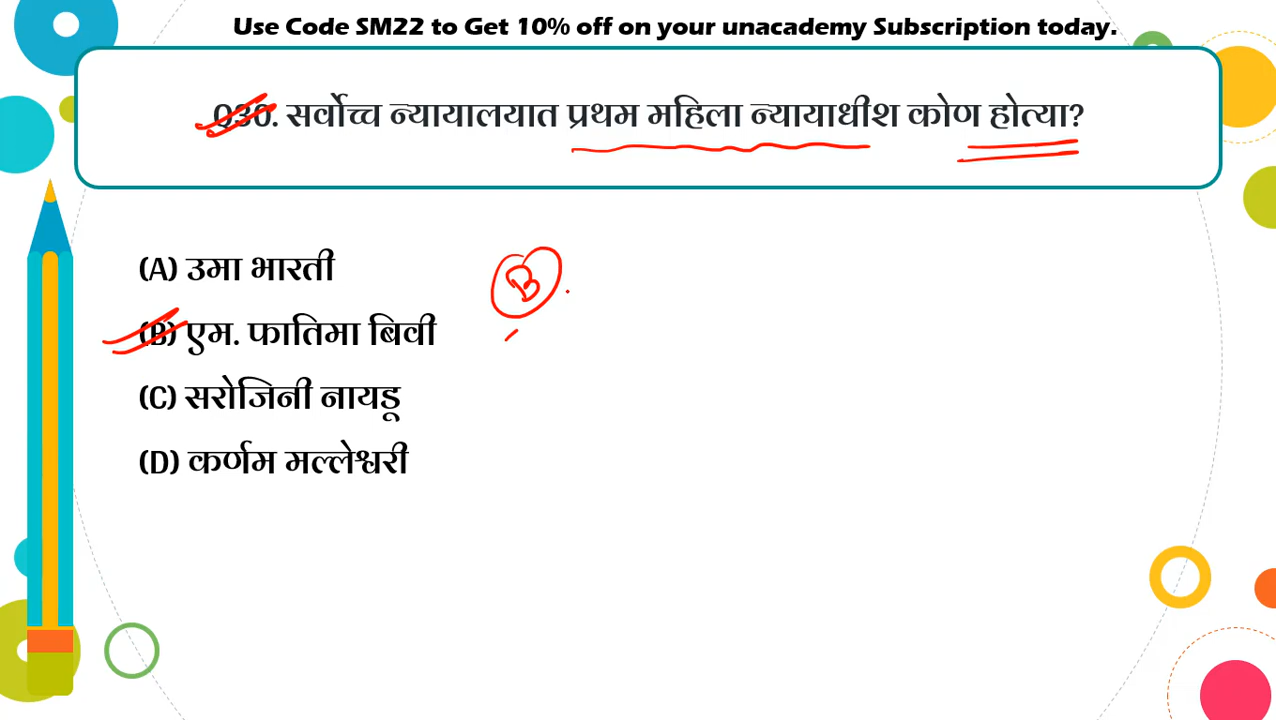 Use Code SM22 to Get 10% off on your unacademy Subscription today.
Q30. सर्वोच्च न्यायालयात प्रथम महिला न्यायाधीश कोण होत्या?
(A) उमा भारती
B
(B) एम. फातिमा बिवी
(C) सरोजिनी नायडू
(D) कर्णम मल्लेश्वरी